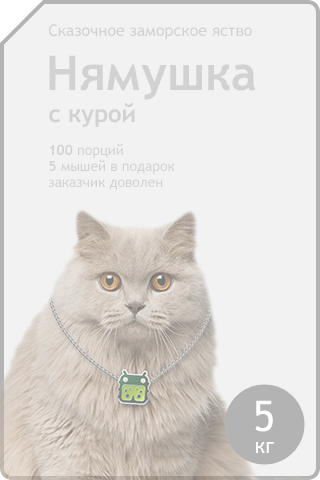 Сказочное заморское яство
Нямушка
с курой
100 порций
5 мышей в подарок
заказчик доволен
5
кг